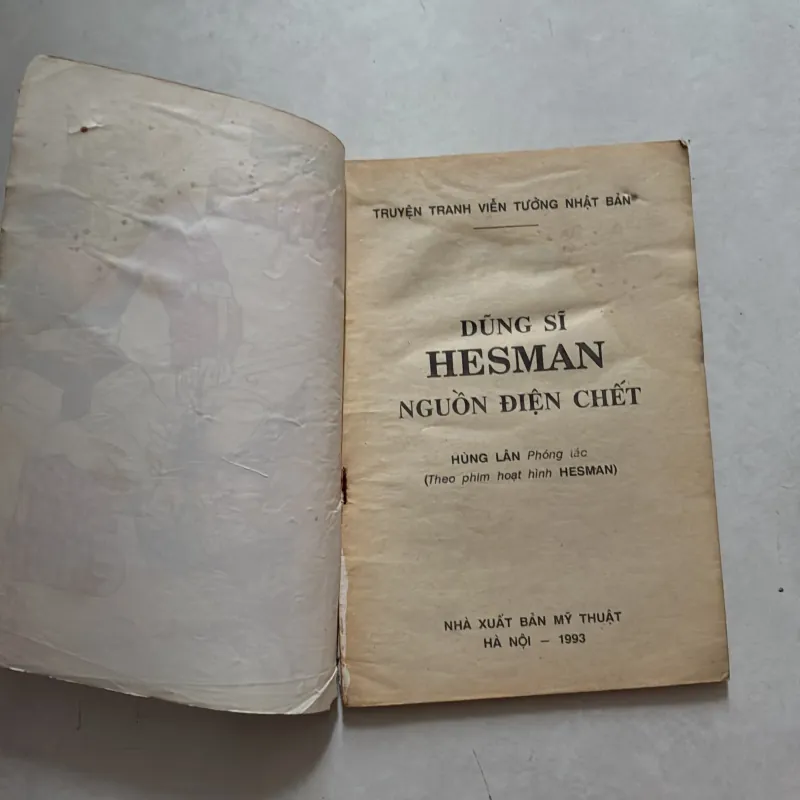 TRUYỆN TRANH VIỄN TƯỞNG NHẬT BẢN
DŨNG SĨ
HESMAN
NGUỒN ĐIỆN CHẾT
HÙNG LÂN Phóng tác
(Theo phim hoạt hình HESMAN)
NHÀ XUẤT BẢN MỸ THUẬT
HÀ NỘI – 1993